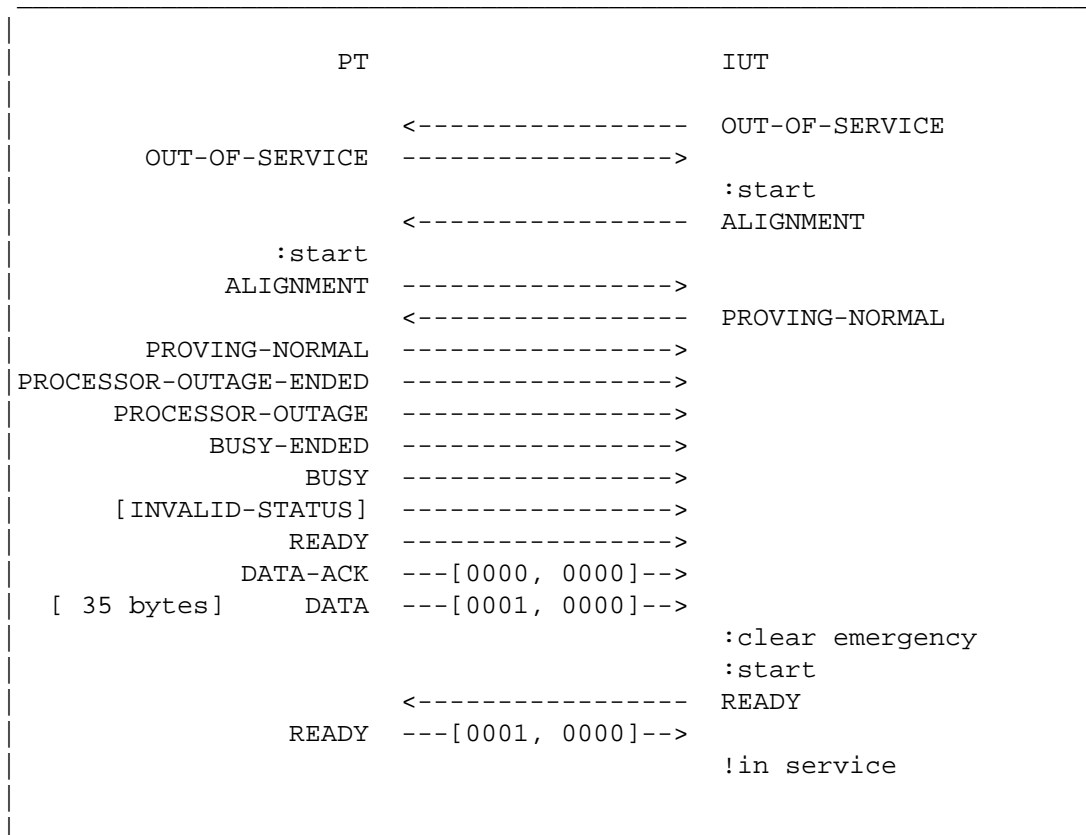 PT IUT
<----------------- OUT-OF-SERVICE
OUT-OF-SERVICE ----------------->
:start
<----------------- ALIGNMENT
:start
ALIGNMENT ----------------->
<----------------- PROVING-NORMAL
PROVING-NORMAL ----------------->
PROCESSOR-OUTAGE-ENDED ----------------->
PROCESSOR-OUTAGE ----------------->
BUSY-ENDED ----------------->
BUSY ----------------->
[INVALID-STATUS] ----------------->
READY ----------------->
DATA-ACK ---[0000, 0000]-->
[ 35 bytes] DATA ---[0001, 0000]-->
:clear emergency
:start
<----------------- READY
READY ---[0001, 0000]-->
!in service